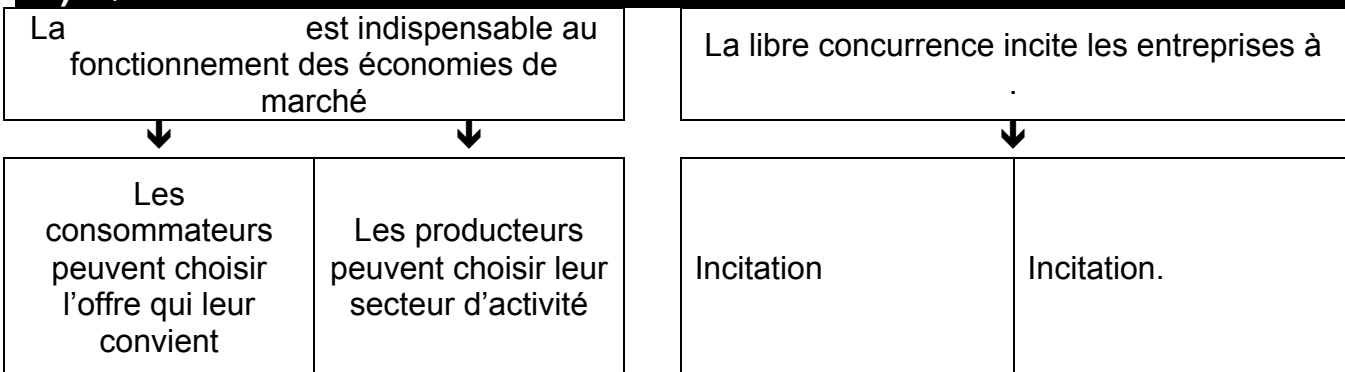 La est indispensable au
fonctionnement des économies de
marché
La libre concurrence incite les entreprises à
.
Les
consommateurs
peuvent choisir
l’offre qui leur
convient
Les producteurs
peuvent choisir leur
secteur d’activité
Incitation
Incitation.